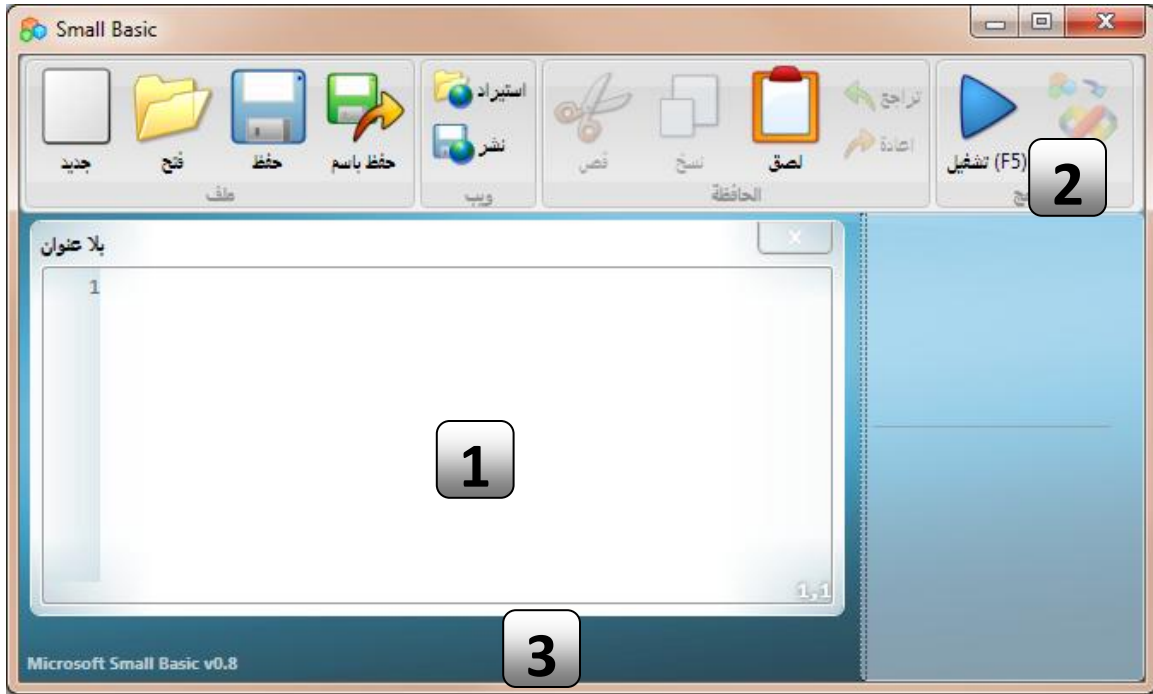 Small Basic
جديد
فتح
حفظ
حفظ باسم
ملف
استيراد
نشر
ويب
قص
نسخ
لصق
تراجع
اعادة
الحافظة
تشغيل (F5)
2
بلا عنوان
1
1
1,1
3
Microsoft Small Basic v0.8